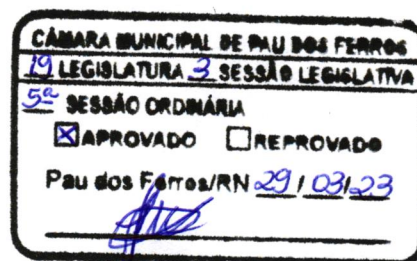 CÂMARA MUNICIPAL DE PAU DOS FERROS
19 LEGISLATURA 3 SESSÃO LEGISLATIVA
5ª SESSÃO ORDINÁRIA
☒ APROVADO ☐ REPROVADO
Pau dos Ferros/RN 29 / 03 / 23